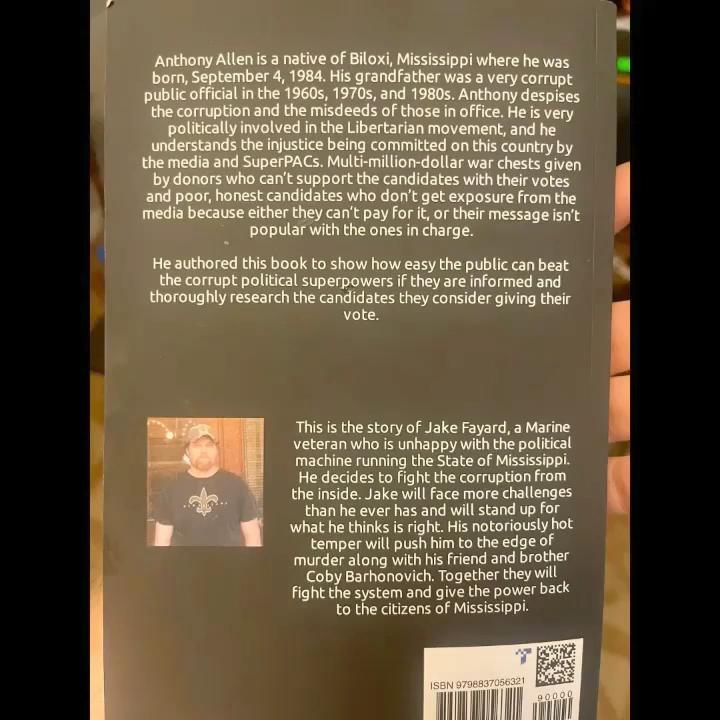 Anthony Allen is a native of Biloxi, Mississippi where he was
born, September 4, 1984. His grandfather was a very corrupt
public official in the 1960s, 1970s, and 1980s. Anthony despises
the corruption and the misdeeds of those in office. He is very
politically involved in the Libertarian movement, and he
understands the injustice being committed on this country by
the media and SuperPACs. Multi-million-dollar war chests given
by donors who can't support the candidates with their votes
and poor, honest candidates who don't get exposure from the
media because either they can't pay for it, or their message isn't
popular with the ones in charge.
He authored this book to show how easy the public can beat
the corrupt political superpowers if they are informed and
thoroughly research the candidates they consider giving their
vote.
This is the story of Jake Fayard, a Marine
veteran who is unhappy with the political
machine running the State of Mississippi.
He decides to fight the corruption from
the inside. Jake will face more challenges
than he ever has and will stand up for
what he thinks is right. His notoriously hot
temper will push him to the edge of
murder along with his friend and brother
Coby Barhonovich. Together they will
fight the system and give the power back
to the citizens of Mississippi.
ISBN 9798837056321
90000